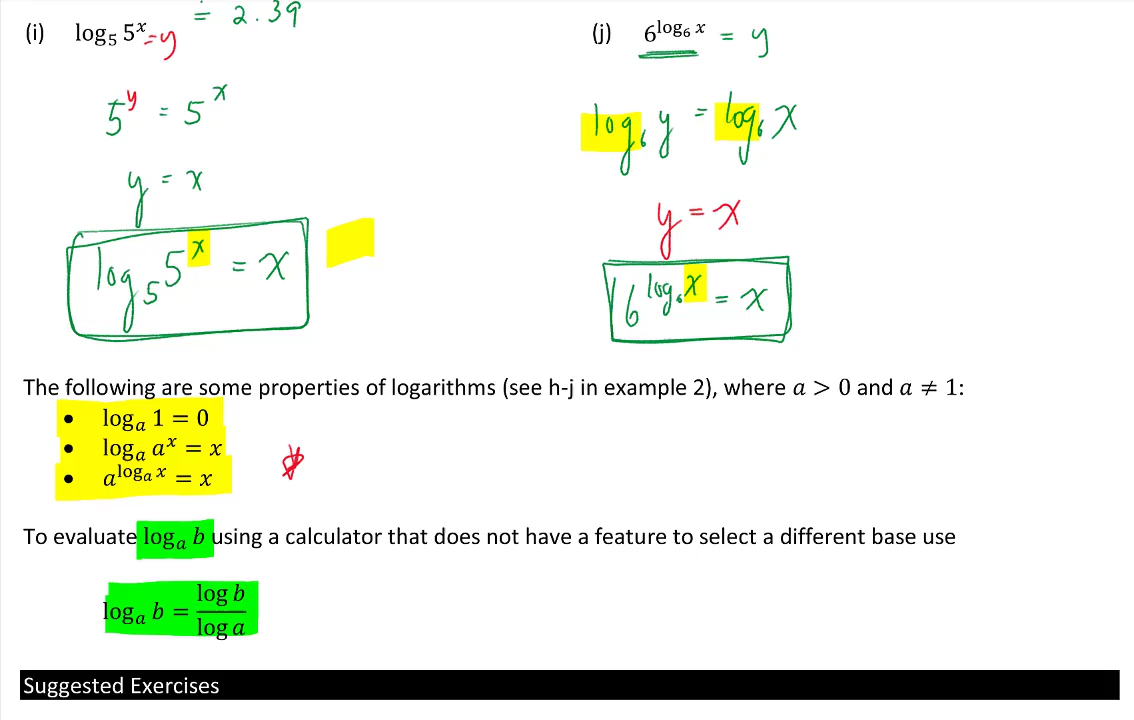 = 2.39
(i) log₅ 5ˣ = y
5ʸ = 5ˣ
y = x
log₅ 5ˣ = x
(j) 6^(log₆ x) = y
log₆ y = log₆ x
y = x
6^(log₆ x) = x
The following are some properties of logarithms (see h-j in example 2), where a > 0 and a ≠ 1:
• logₐ 1 = 0
• logₐ aˣ = x
• a^(logₐ x) = x
To evaluate logₐ b using a calculator that does not have a feature to select a different base use
logₐ b = log b / log a
Suggested Exercises